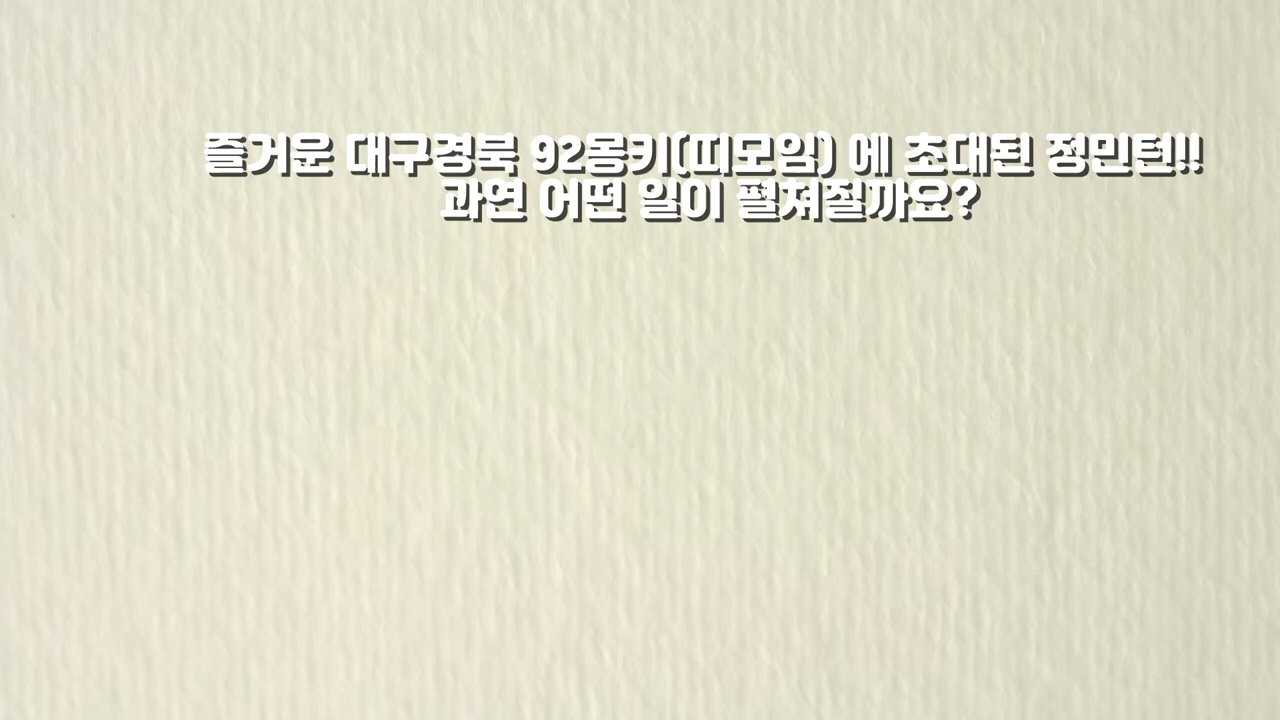 즐거운 대구경북 92몽키(띠모임) 에 초대된 정민턴!!
과연 어떤 일이 펼쳐질까요?